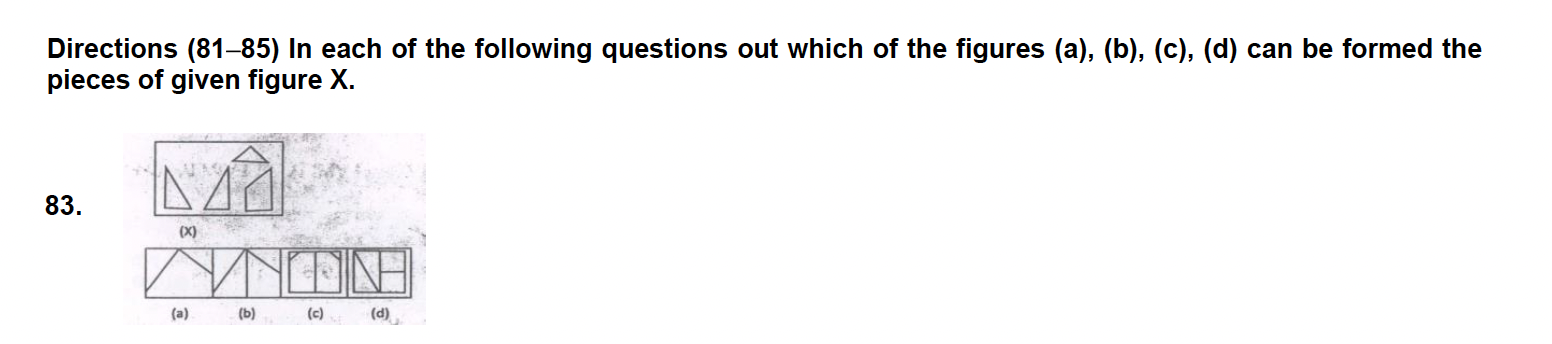 Directions (81–85) In each of the following questions out which of the figures (a), (b), (c), (d) can be formed the
pieces of given figure X.
83.
(X)
(a) (b) (c) (d)